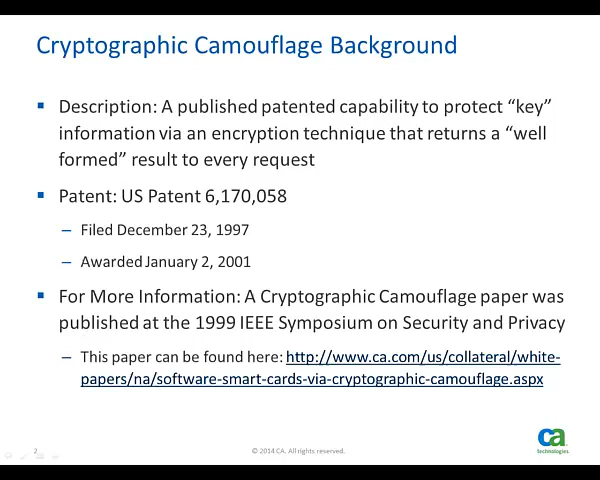 Cryptographic Camouflage Background
▪ Description: A published patented capability to protect “key”
information via an encryption technique that returns a “well
formed” result to every request
▪ Patent: US Patent 6,170,058
– Filed December 23, 1997
– Awarded January 2, 2001
▪ For More Information: A Cryptographic Camouflage paper was
published at the 1999 IEEE Symposium on Security and Privacy
– This paper can be found here: http://www.ca.com/us/collateral/white-
papers/na/software-smart-cards-via-cryptographic-camouflage.aspx
ca
technologies
2
© 2014 CA. All rights reserved.